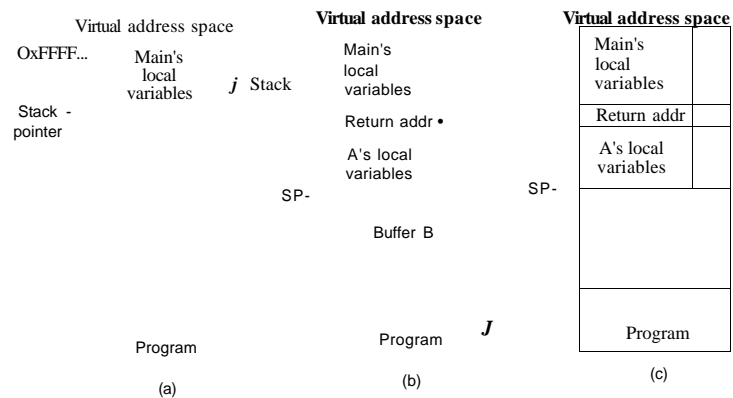 Virtual address space
OxFFFF...
Main's
local
variables
j Stack
Stack -
pointer
Program
(a)
Virtual address space
Main's
local
variables
Return addr •
A's local
variables
SP-
Buffer B
Program
J
(b)
Virtual address space
Main's
local
variables
Return addr
A's local
variables
SP-
Program
(c)